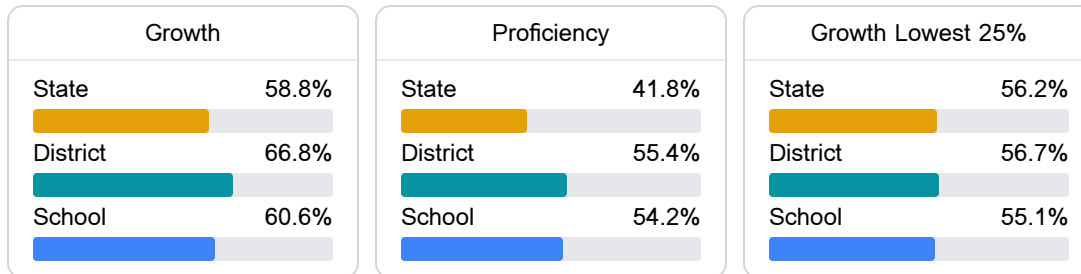 Growth
State 58.8%
District 66.8%
School 60.6%
Proficiency
State 41.8%
District 55.4%
School 54.2%
Growth Lowest 25%
State 56.2%
District 56.7%
School 55.1%